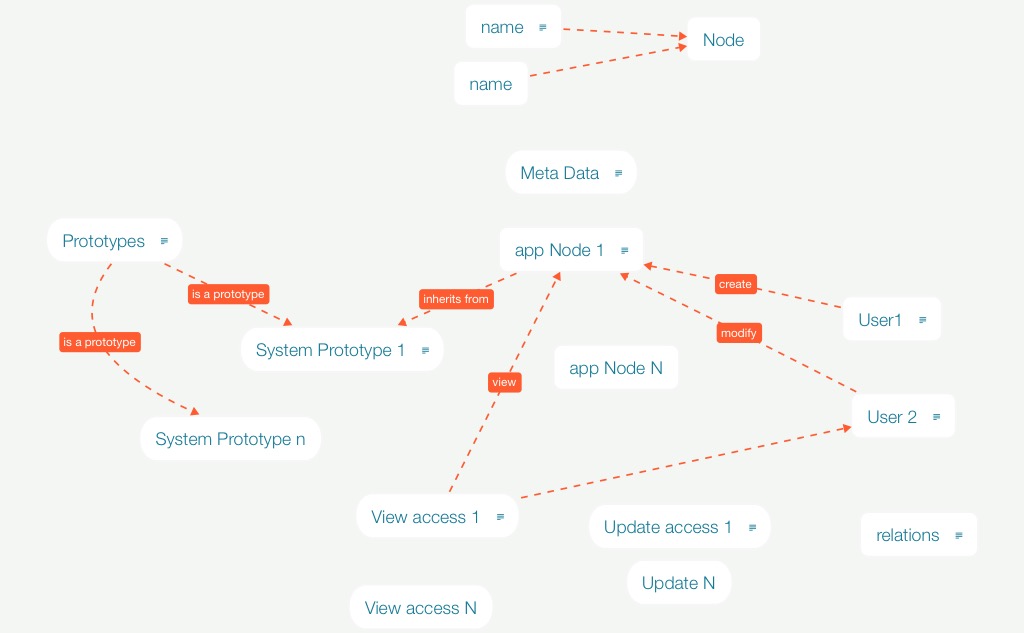 name
Node
name
Meta Data
Prototypes
app Node 1
is a prototype
inherits from
create
User1
is a prototype
System Prototype 1
modify
view
app Node N
User 2
System Prototype n
View access 1
Update access 1
relations
Update N
View access N